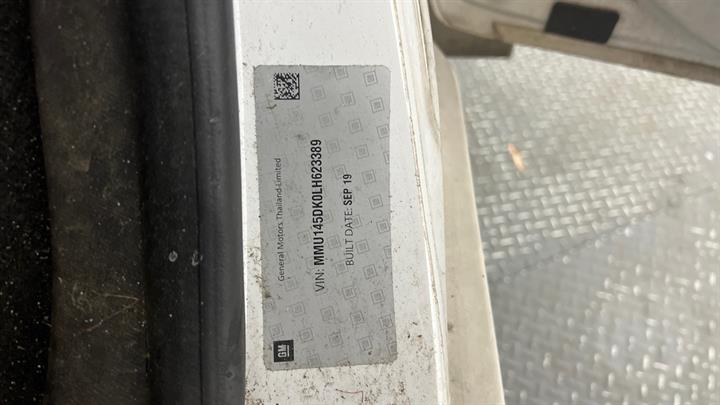 General Motors Thailand Limited
VIN: MMU145DK0LH623389
BUILT DATE: SEP 19
GM